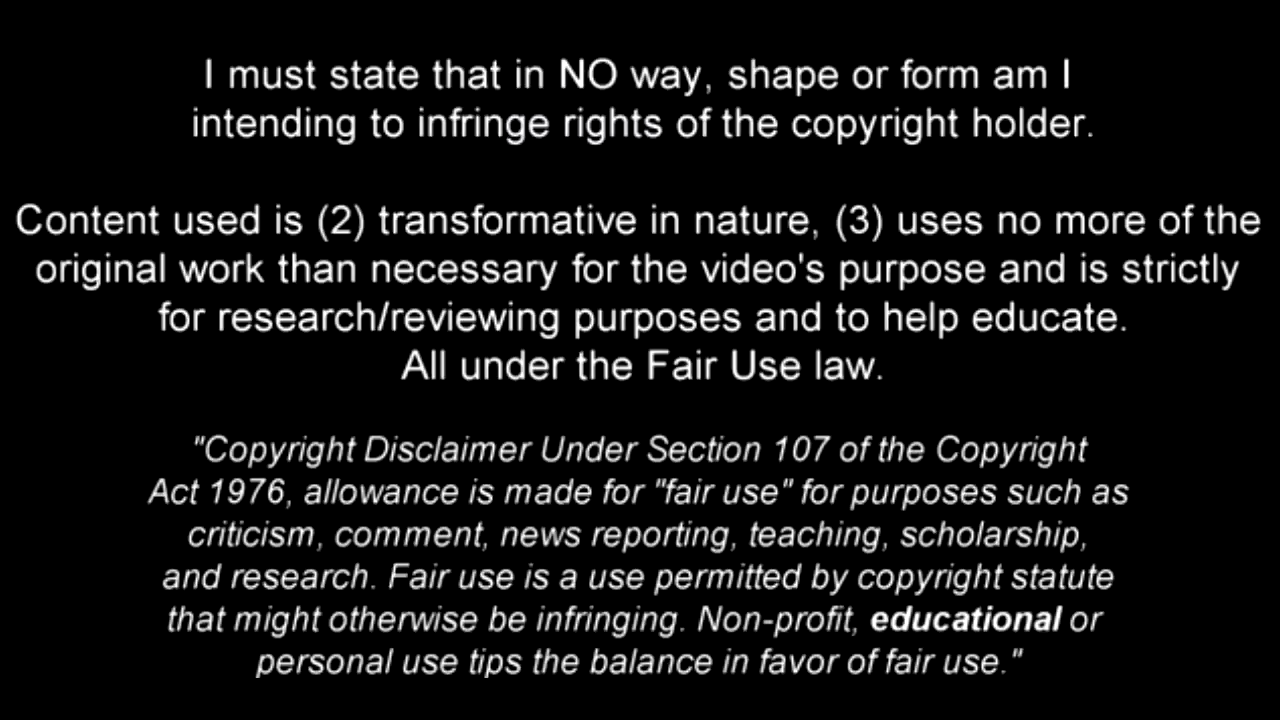 I must state that in NO way, shape or form am I
intending to infringe rights of the copyright holder.
Content used is (2) transformative in nature, (3) uses no more of the
original work than necessary for the video's purpose and is strictly
for research/reviewing purposes and to help educate.
All under the Fair Use law.
"Copyright Disclaimer Under Section 107 of the Copyright
Act 1976, allowance is made for "fair use" for purposes such as
criticism, comment, news reporting, teaching, scholarship,
and research. Fair use is a use permitted by copyright statute
that might otherwise be infringing. Non-profit, educational or
personal use tips the balance in favor of fair use."